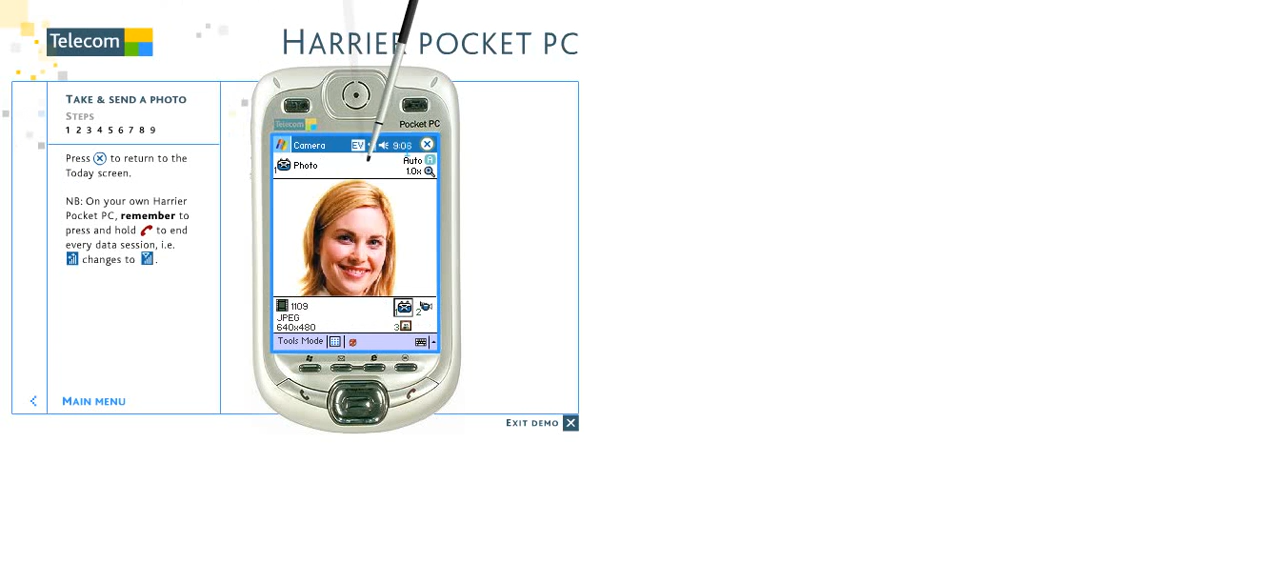 Telecom
HARRIER POCKET PC
TAKE & SEND A PHOTO
STEPS
1 2 3 4 5 6 7 8 9
Press to return to the
Today screen.
NB: On your own Harrier
Pocket PC, remember to
press and hold to end
every data session, i.e.
changes to .
MAIN MENU
Telecom
Pocket PC
Camera EV 9:06
1 Photo
Auto A
1.0x
1109
JPEG
640x480
1 2
3
Tools Mode
EXIT DEMO